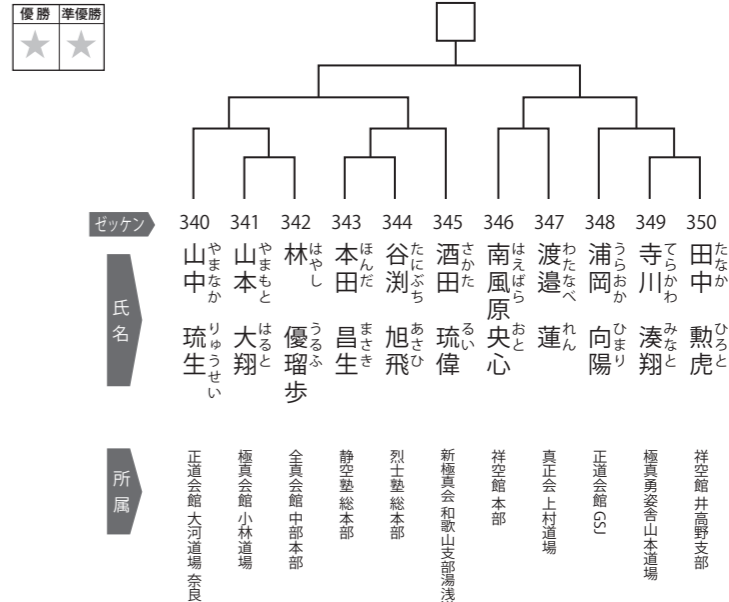 優勝 準優勝
ゼッケン 340 341 342 343 344 345 346 347 348 349 350
氏名
山中 琉生 やまなか りゅうせい
山本 大翔 やまもと はると
林 優瑠歩 はやし うるふ
本田 昌生 ほんだ まさき
谷渕 旭飛 たにぶち あさひ
酒田 琉偉 さかた るい
南風原 央心 はえばら おと
渡邉 蓮 わたなべ れん
浦岡 向陽 うらおか ひまり
寺川 湊翔 てらかわ みなと
田中 勲虎 たなか ひろと
所属
正道会館 大河道場 奈良
極真会館 小林道場
全真会館 中部本部
静空塾 総本部
烈士塾 総本部
新極真会 和歌山支部湯浅
祥空館 本部
真正会 上村道場
正道会館 GSJ
極真勇姿舎山本道場
祥空館 井高野支部